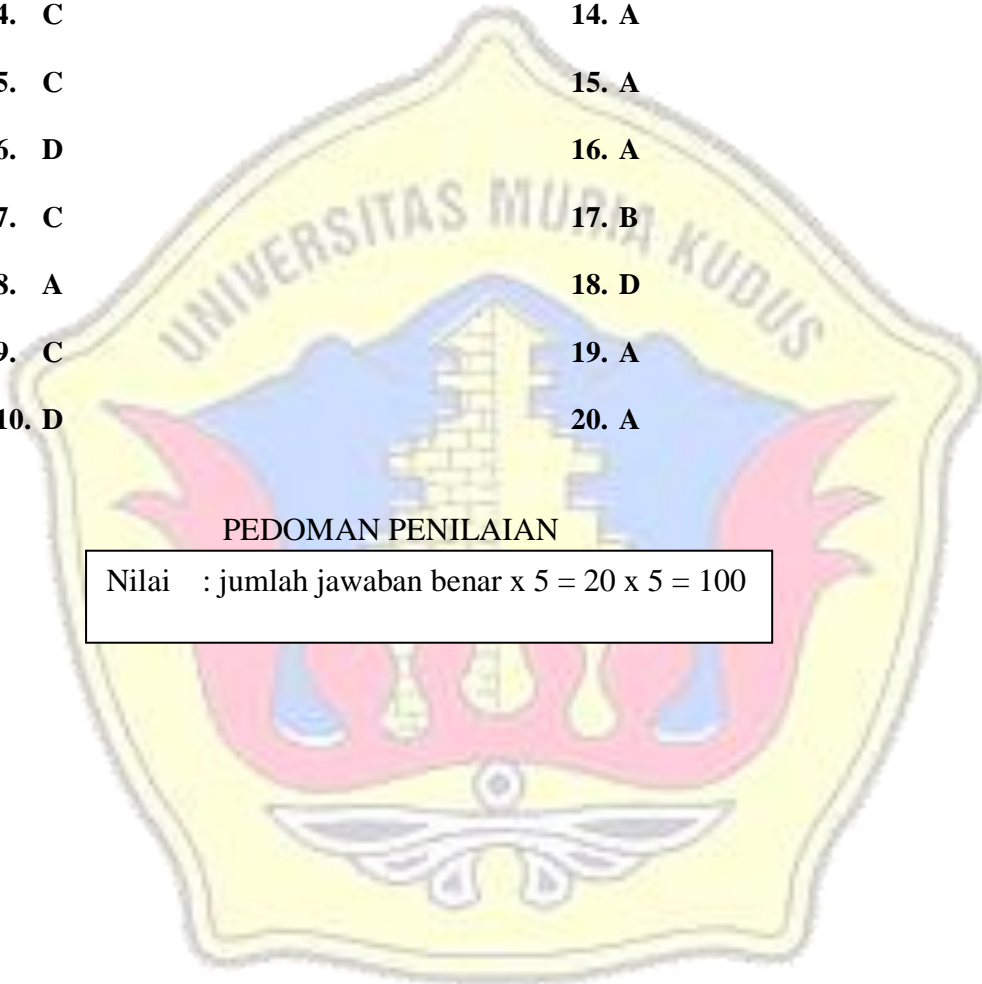 4. C
5. C
6. D
7. C
8. A
9. C
10. D
14. A
15. A
16. A
17. B
18. D
19. A
20. A
UNIVERSITAS MURIA KUDUS
PEDOMAN PENILAIAN
Nilai : jumlah jawaban benar x 5 = 20 x 5 = 100